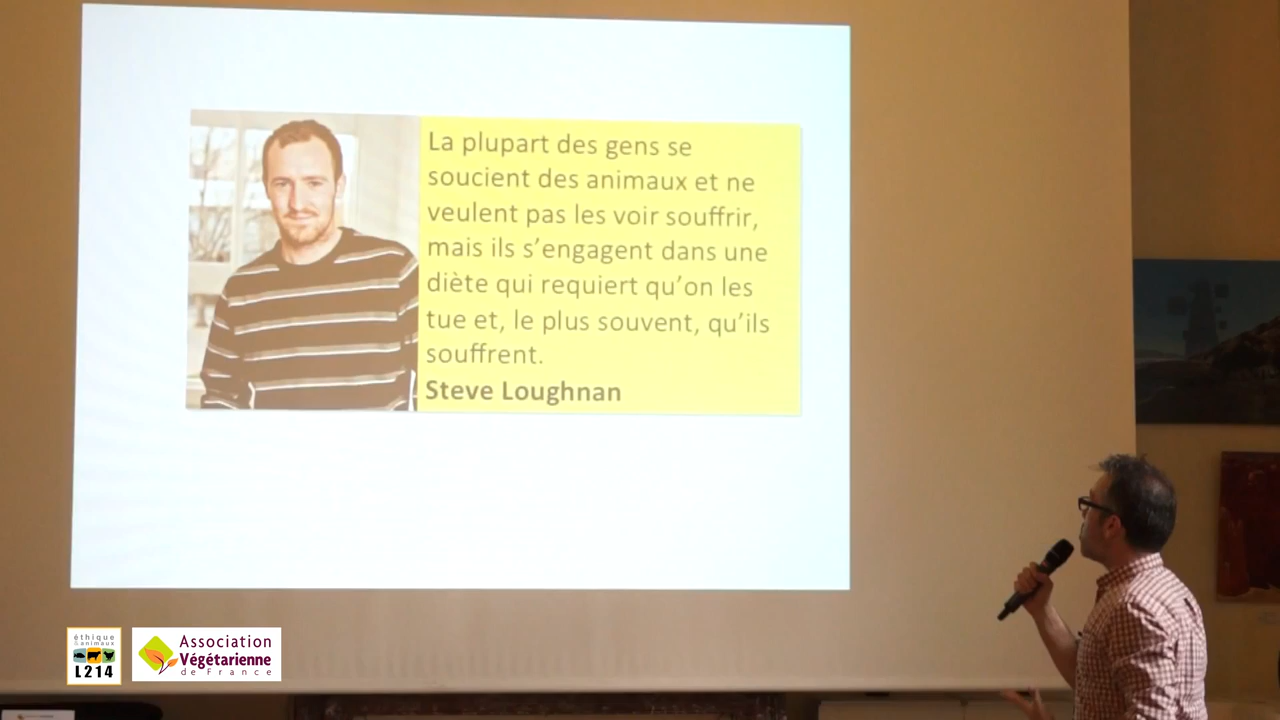 La plupart des gens se
soucient des animaux et ne
veulent pas les voir souffrir,
mais ils s'engagent dans une
diète qui requiert qu'on les
tue et, le plus souvent, qu'ils
souffrent.
Steve Loughnan
éthique
& animaux
L214
Association
Végétarienne
de France